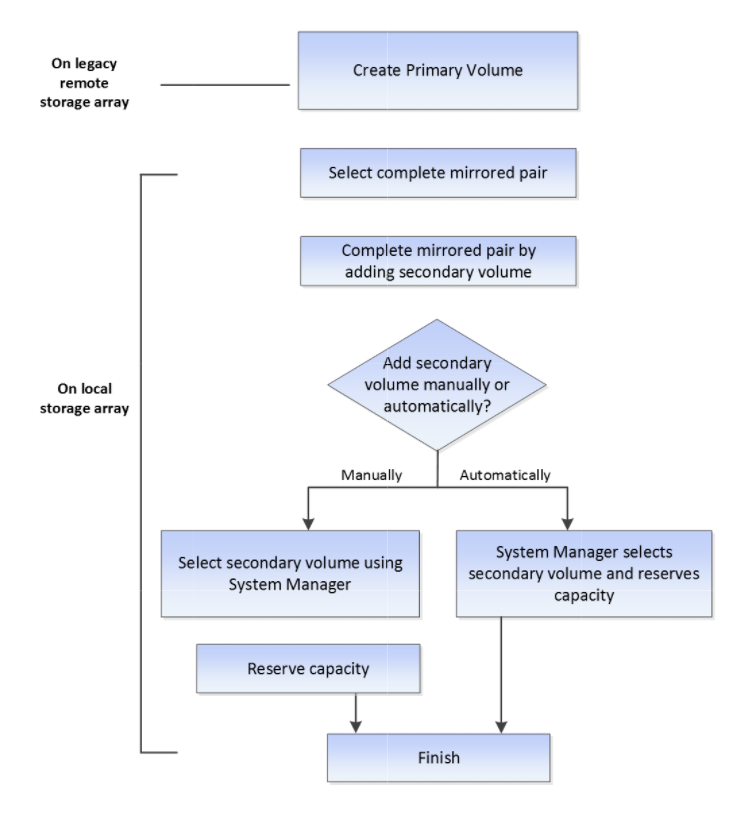 On legacy
remote
storage array
Create Primary Volume
Select complete mirrored pair
Complete mirrored pair by
adding secondary volume
On local
storage array
Add secondary
volume manually or
automatically?
Manually
Automatically
Select secondary volume using
System Manager
System Manager selects
secondary volume and reserves
capacity
Reserve capacity
Finish